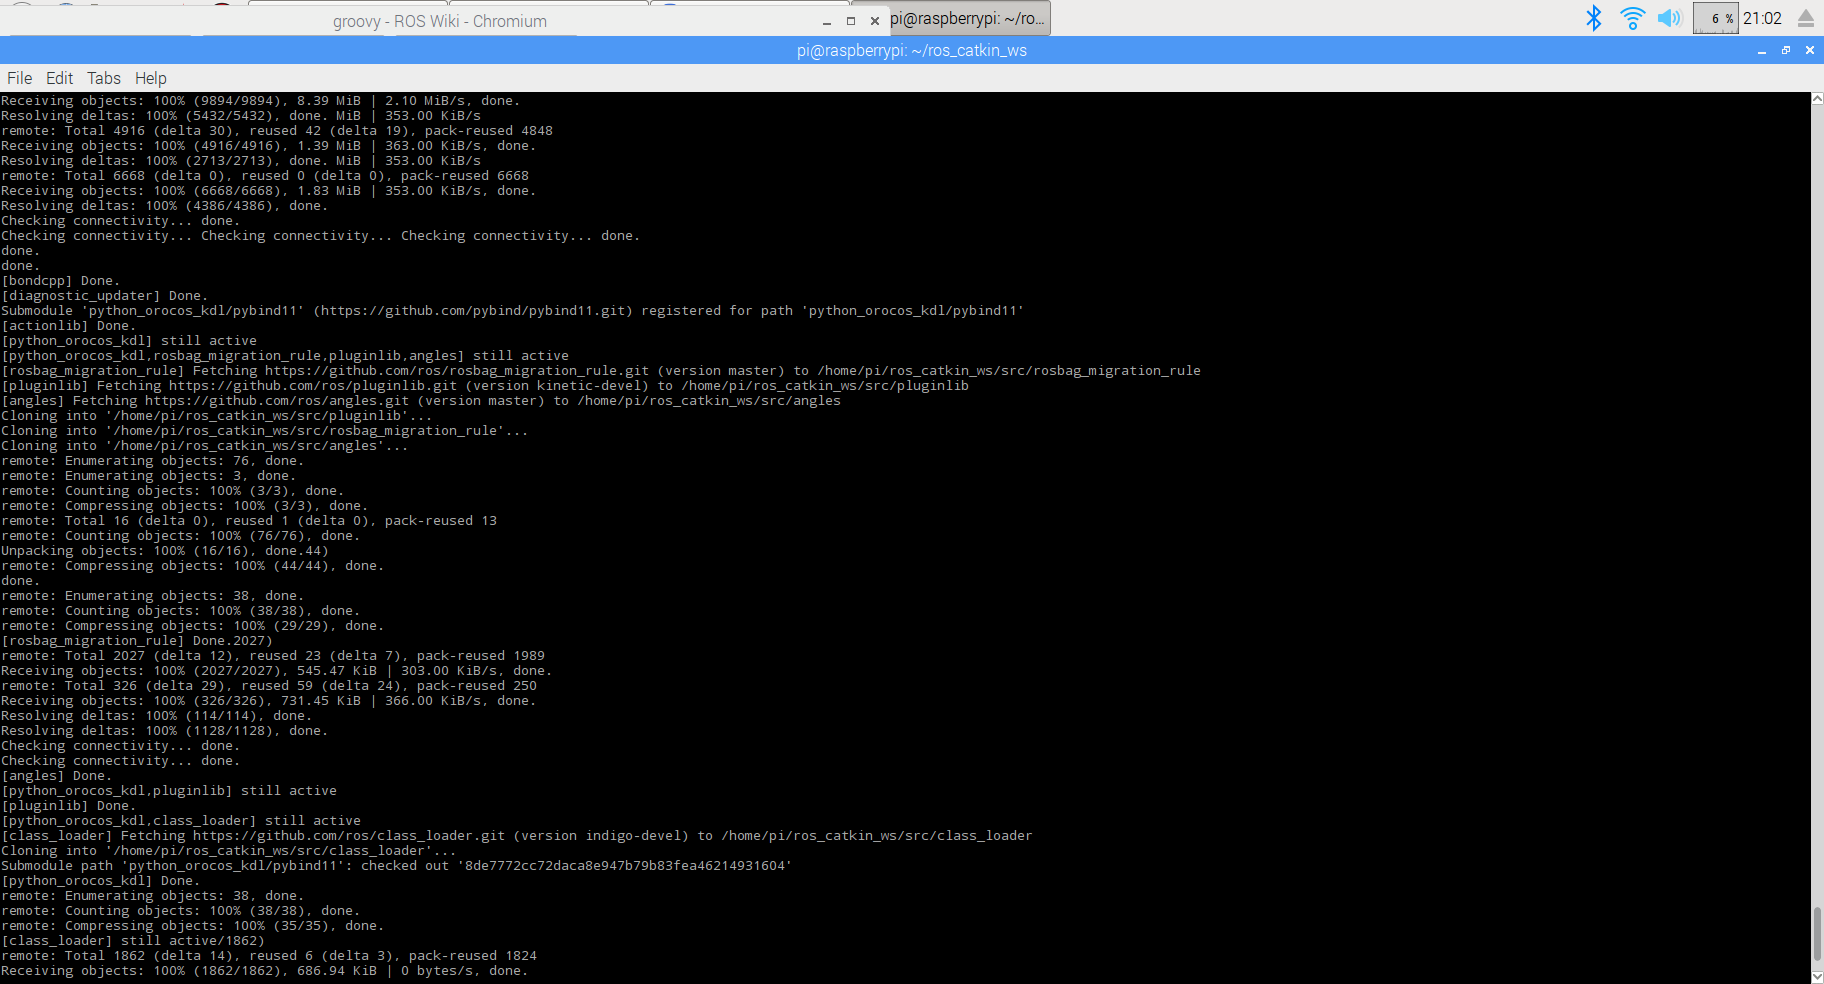 groovy - ROS Wiki - Chromium
pi@raspberrypi: ~/ro...
6 %
21:02
pi@raspberrypi: ~/ros_catkin_ws
File Edit Tabs Help
Receiving objects: 100% (9894/9894), 8.39 MiB | 2.10 MiB/s, done.
Resolving deltas: 100% (5432/5432), done. MiB | 353.00 KiB/s
remote: Total 4916 (delta 30), reused 42 (delta 19), pack-reused 4848
Receiving objects: 100% (4916/4916), 1.39 MiB | 363.00 KiB/s, done.
Resolving deltas: 100% (2713/2713), done. MiB | 353.00 KiB/s
remote: Total 6668 (delta 0), reused 0 (delta 0), pack-reused 6668
Receiving objects: 100% (6668/6668), 1.83 MiB | 353.00 KiB/s, done.
Resolving deltas: 100% (4386/4386), done.
Checking connectivity... done.
Checking connectivity... Checking connectivity... Checking connectivity... done.
done.
done.
[bondcpp] Done.
[diagnostic_updater] Done.
Submodule 'python_orocos_kdl/pybind11' (https://github.com/pybind/pybind11.git) registered for path 'python_orocos_kdl/pybind11'
[actionlib] Done.
[python_orocos_kdl] still active
[python_orocos_kdl,rosbag_migration_rule,pluginlib,angles] still active
[rosbag_migration_rule] Fetching https://github.com/ros/rosbag_migration_rule.git (version master) to /home/pi/ros_catkin_ws/src/rosbag_migration_rule
[pluginlib] Fetching https://github.com/ros/pluginlib.git (version kinetic-devel) to /home/pi/ros_catkin_ws/src/pluginlib
[angles] Fetching https://github.com/ros/angles.git (version master) to /home/pi/ros_catkin_ws/src/angles
Cloning into '/home/pi/ros_catkin_ws/src/pluginlib'...
Cloning into '/home/pi/ros_catkin_ws/src/rosbag_migration_rule'...
Cloning into '/home/pi/ros_catkin_ws/src/angles'...
remote: Enumerating objects: 76, done.
remote: Enumerating objects: 3, done.
remote: Counting objects: 100% (3/3), done.
remote: Compressing objects: 100% (3/3), done.
remote: Total 16 (delta 0), reused 1 (delta 0), pack-reused 13
remote: Counting objects: 100% (76/76), done.
Unpacking objects: 100% (16/16), done.44)
remote: Compressing objects: 100% (44/44), done.
done.
remote: Enumerating objects: 38, done.
remote: Counting objects: 100% (38/38), done.
remote: Compressing objects: 100% (29/29), done.
[rosbag_migration_rule] Done.2027)
remote: Total 2027 (delta 12), reused 23 (delta 7), pack-reused 1989
Receiving objects: 100% (2027/2027), 545.47 KiB | 303.00 KiB/s, done.
remote: Total 326 (delta 29), reused 59 (delta 24), pack-reused 250
Receiving objects: 100% (326/326), 731.45 KiB | 366.00 KiB/s, done.
Resolving deltas: 100% (114/114), done.
Resolving deltas: 100% (1128/1128), done.
Checking connectivity... done.
Checking connectivity... done.
[angles] Done.
[python_orocos_kdl,pluginlib] still active
[pluginlib] Done.
[python_orocos_kdl,class_loader] still active
[class_loader] Fetching https://github.com/ros/class_loader.git (version indigo-devel) to /home/pi/ros_catkin_ws/src/class_loader
Cloning into '/home/pi/ros_catkin_ws/src/class_loader'...
Submodule path 'python_orocos_kdl/pybind11': checked out '8de7772cc72daca8e947b79b83fea46214931604'
[python_orocos_kdl] Done.
remote: Enumerating objects: 38, done.
remote: Counting objects: 100% (38/38), done.
remote: Compressing objects: 100% (35/35), done.
[class_loader] still active/1862)
remote: Total 1862 (delta 14), reused 6 (delta 3), pack-reused 1824
Receiving objects: 100% (1862/1862), 686.94 KiB | 0 bytes/s, done.